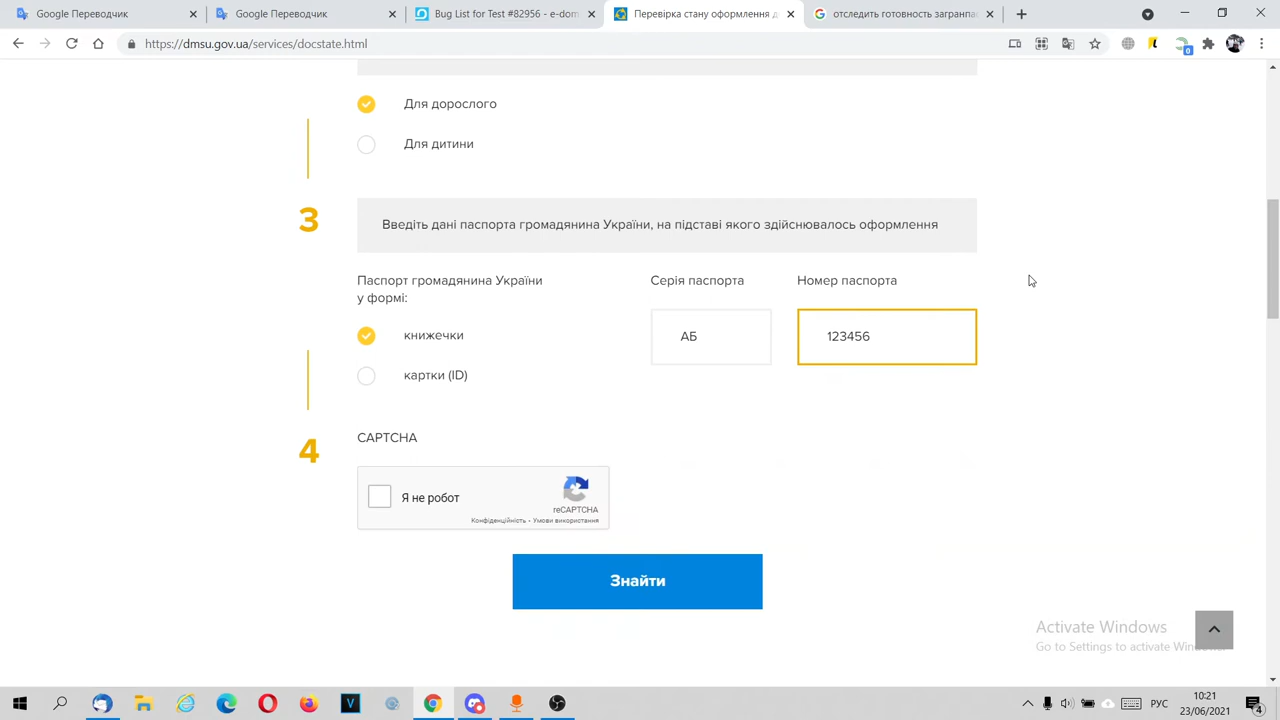 Google Переводчик
Google Переводчик
Bug List for Test #82956 - e-dom
Перевірка стану оформлення д
отследить готовность загранпа
https://dmsu.gov.ua/services/docstate.html
0
Для дорослого
Для дитини
3
Введіть дані паспорта громадянина України, на підставі якого здійснювалось оформлення
Паспорт громадянина України
у формі:
Серія паспорта
Номер паспорта
книжечки
АБ
123456
картки (ID)
4
CAPTCHA
Я не робот
reCAPTCHA
Конфіденційність • Умови використання
Знайти
Activate Windows
Go to Settings to activate Windows.
РУС
10:21
23/06/2021
4